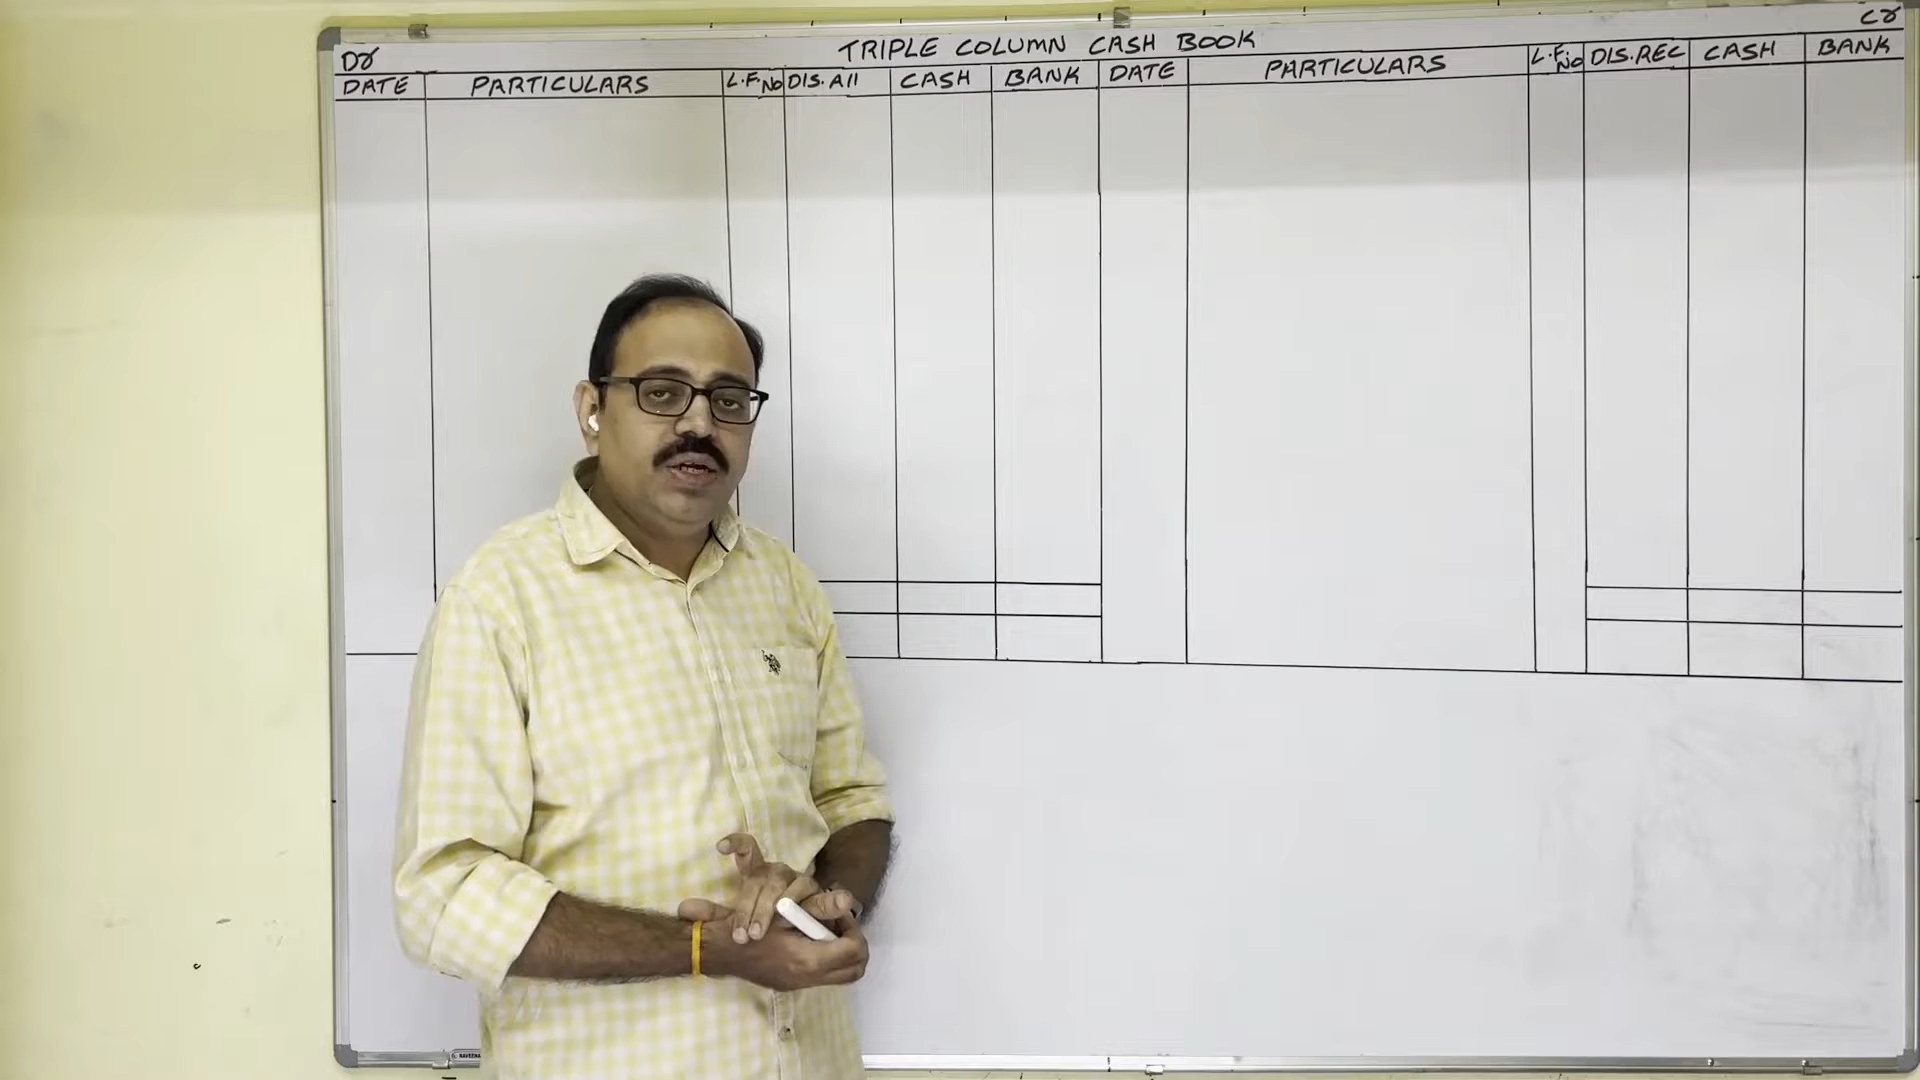 TRIPLE COLUMN CASH BOOK
Dr Cr
DATE PARTICULARS L.F. No DIS. All CASH BANK DATE PARTICULARS L.F. No DIS. REC CASH BANK